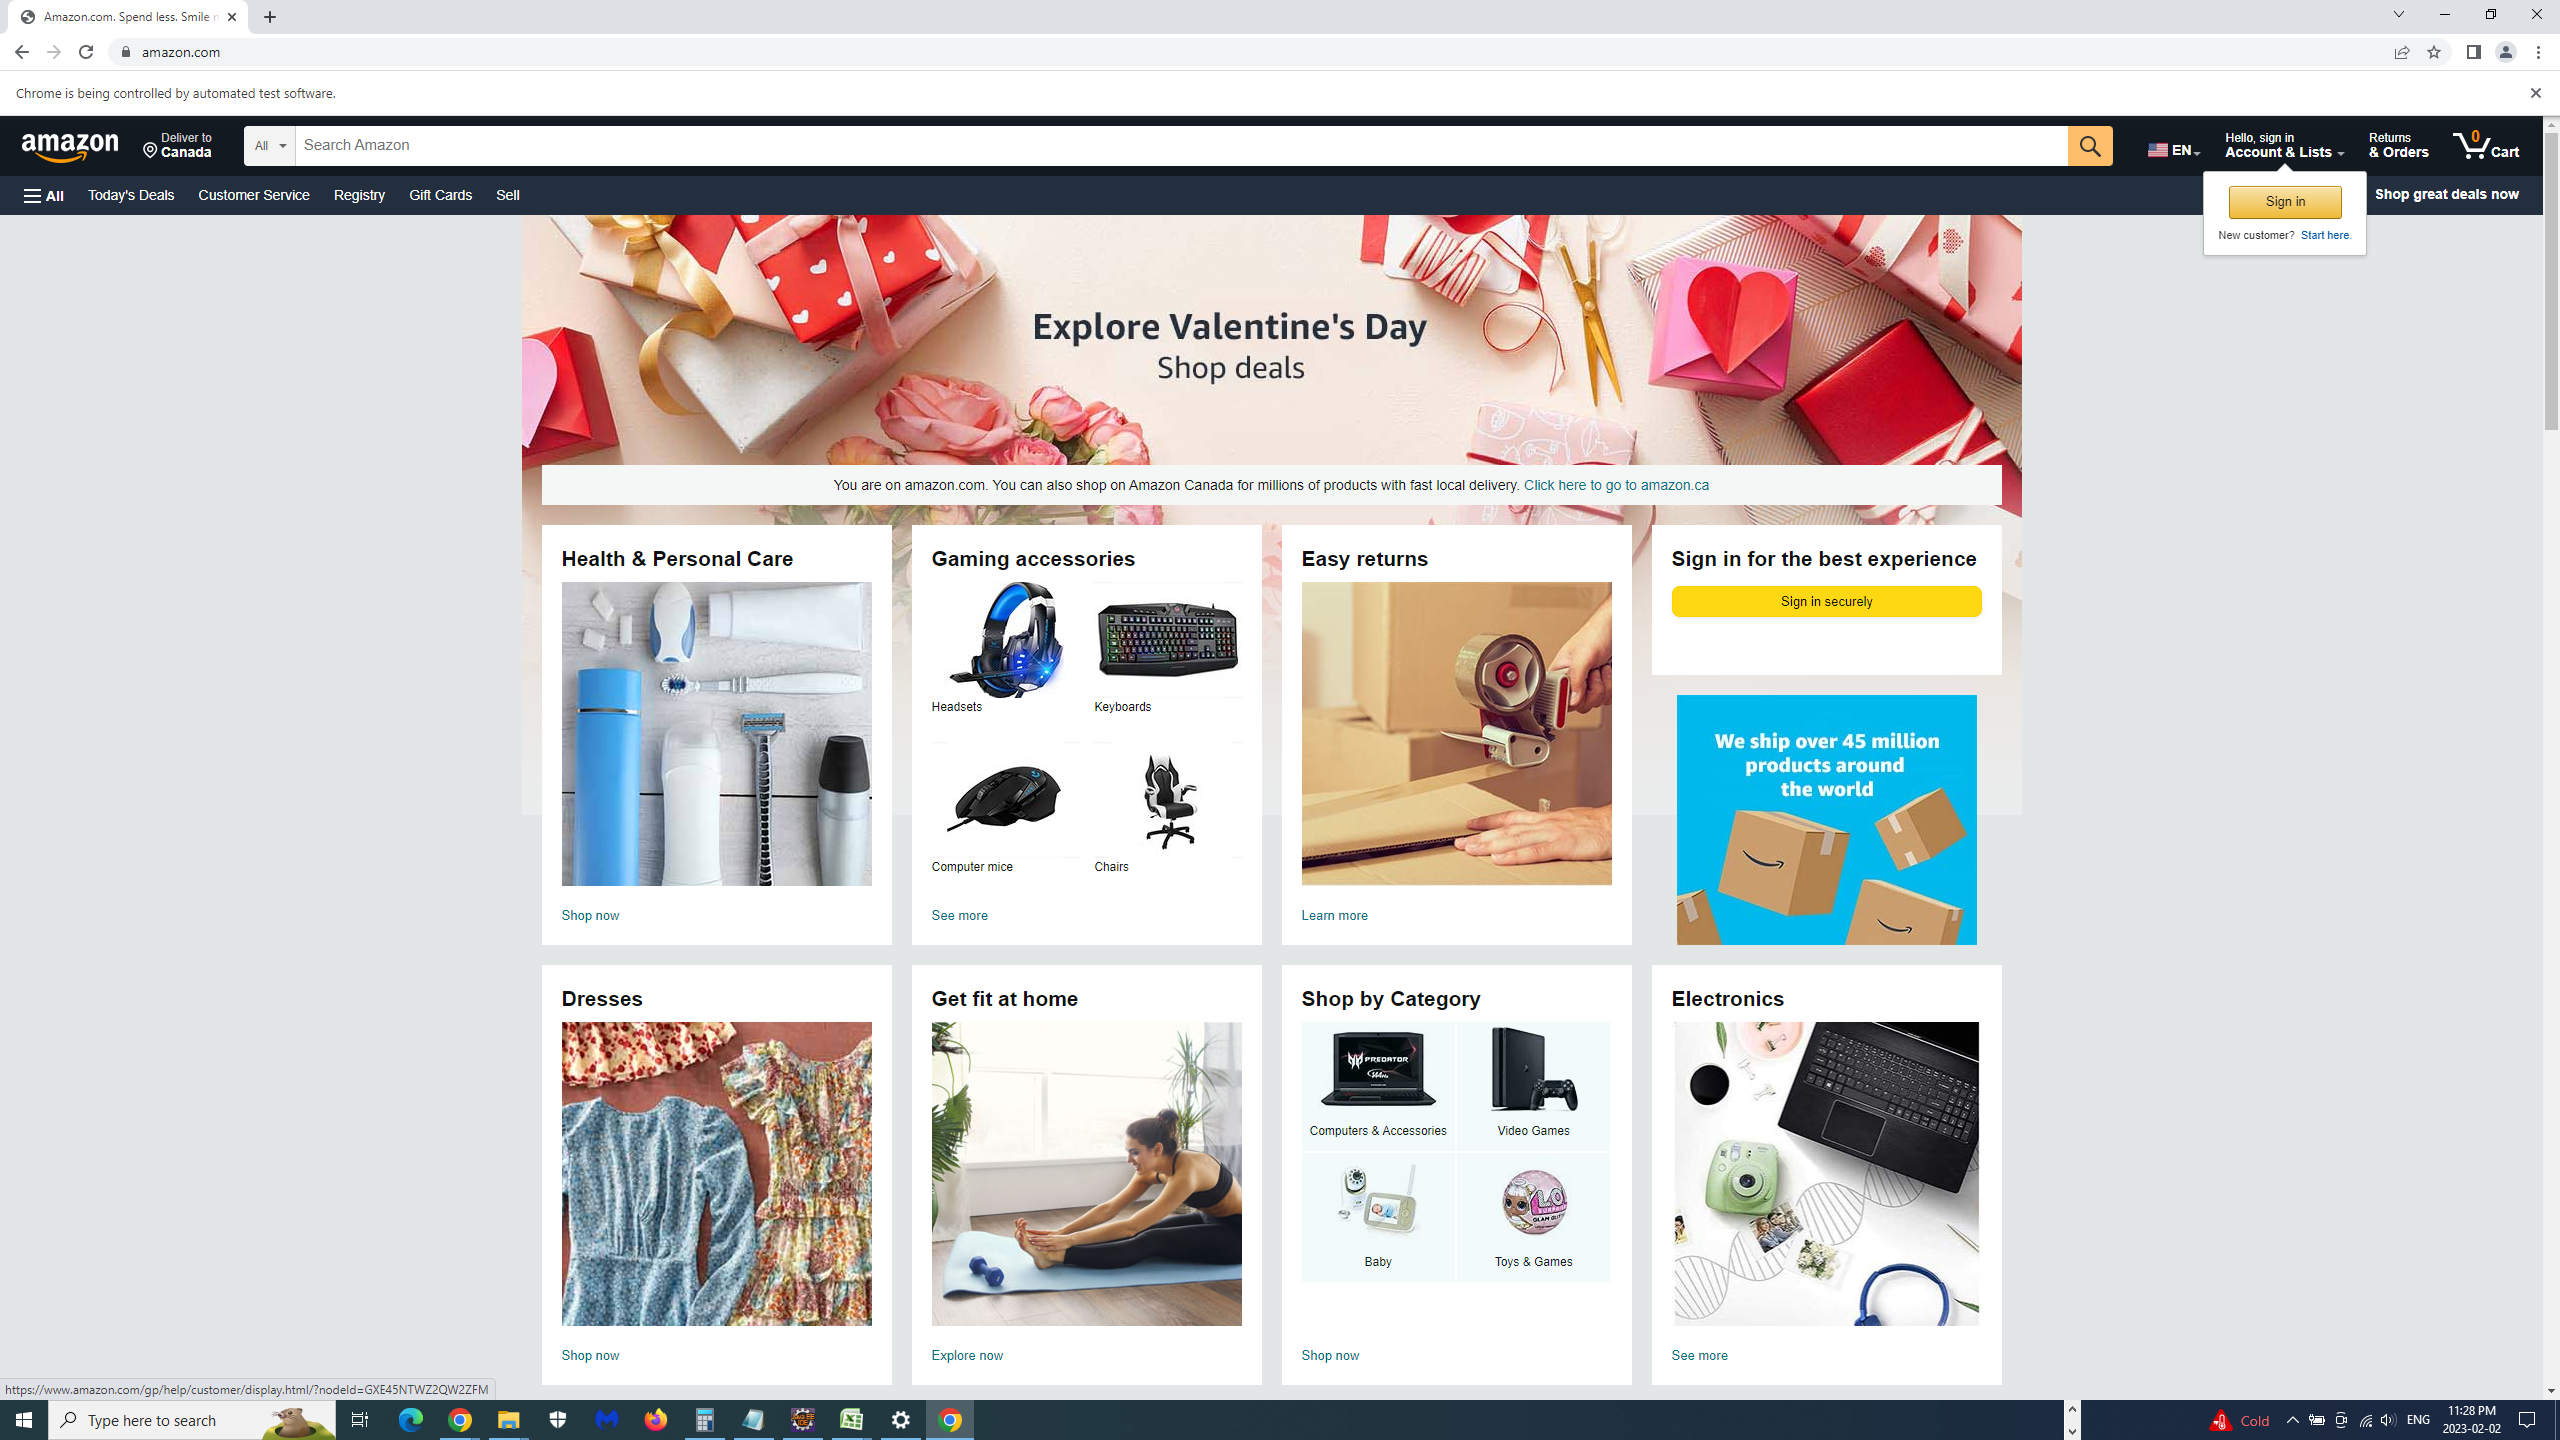 Amazon.com. Spend less. Smile
amazon.com
Chrome is being controlled by automated test software.
amazon
Deliver to
Canada
All
Search Amazon
EN
Hello, sign in
Account & Lists
Returns
& Orders
0
Cart
All
Today's Deals
Customer Service
Registry
Gift Cards
Sell
Shop great deals now
Sign in
New customer? Start here.
Explore Valentine's Day
Shop deals
You are on amazon.com. You can also shop on Amazon Canada for millions of products with fast local delivery. Click here to go to amazon.ca
Health & Personal Care
Shop now
Gaming accessories
Headsets
Keyboards
Computer mice
Chairs
See more
Easy returns
Learn more
Sign in for the best experience
Sign in securely
We ship over 45 million
products around
the world
Dresses
Shop now
Get fit at home
Explore now
Shop by Category
PREDATOR
Computers & Accessories
Video Games
L.O.L.
Baby
Toys & Games
Shop now
Electronics
See more
https://www.amazon.com/gp/help/customer/display.html/?nodeId=GXE45NTWZ2QW2ZFM
Type here to search
Cold
ENG
11:28 PM
2023-02-02